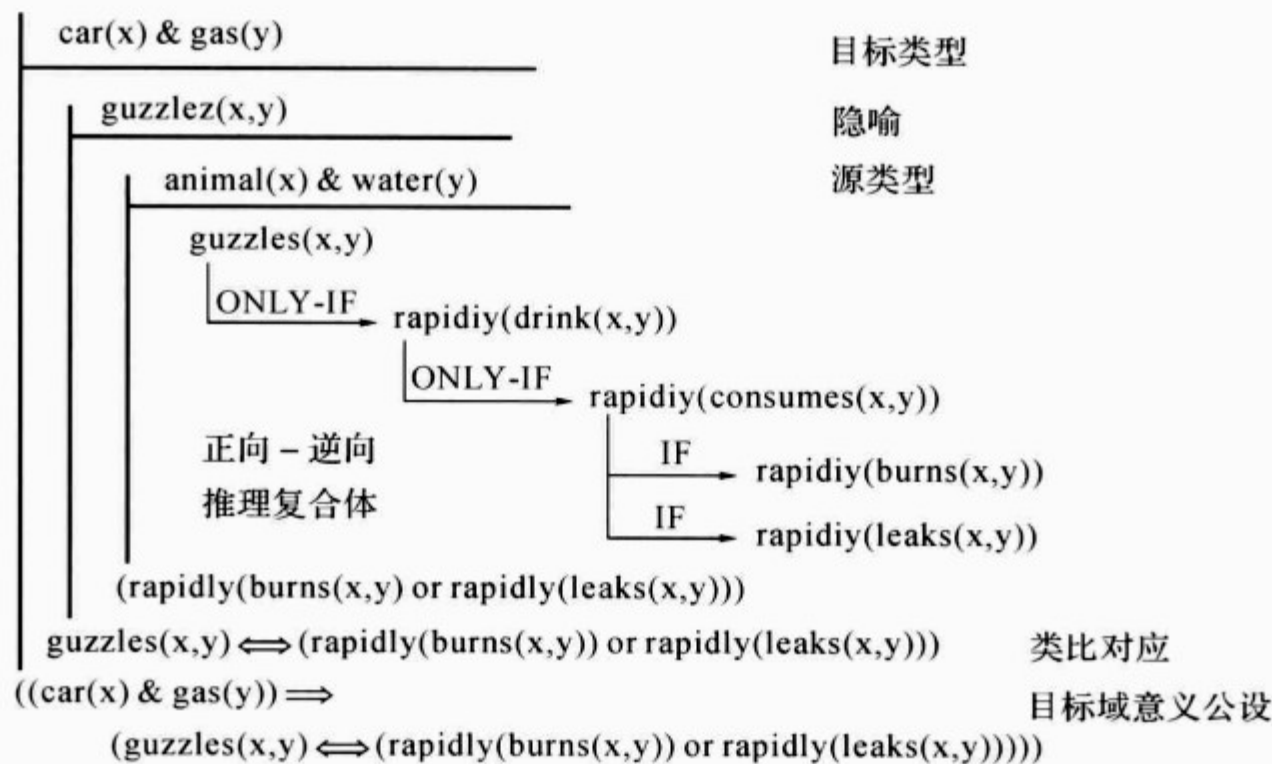 car(x) & gas(y) 目标类型
guzzlez(x,y) 隐喻
animal(x) & water(y) 源类型
guzzles(x,y)
ONLY-IF
rapidiy(drink(x,y))
ONLY-IF
rapidiy(consumes(x,y))
正向 – 逆向
推理复合体
IF
rapidiy(burns(x,y))
IF
rapidiy(leaks(x,y))
(rapidly(burns(x,y) or rapidly(leaks(x,y)))
guzzles(x,y) ⟺ (rapidly(burns(x,y)) or rapidly(leaks(x,y))) 类比对应
((car(x) & gas(y)) ⟹ 目标域意义公设
(guzzles(x,y) ⟺ (rapidly(burns(x,y)) or rapidly(leaks(x,y)))))